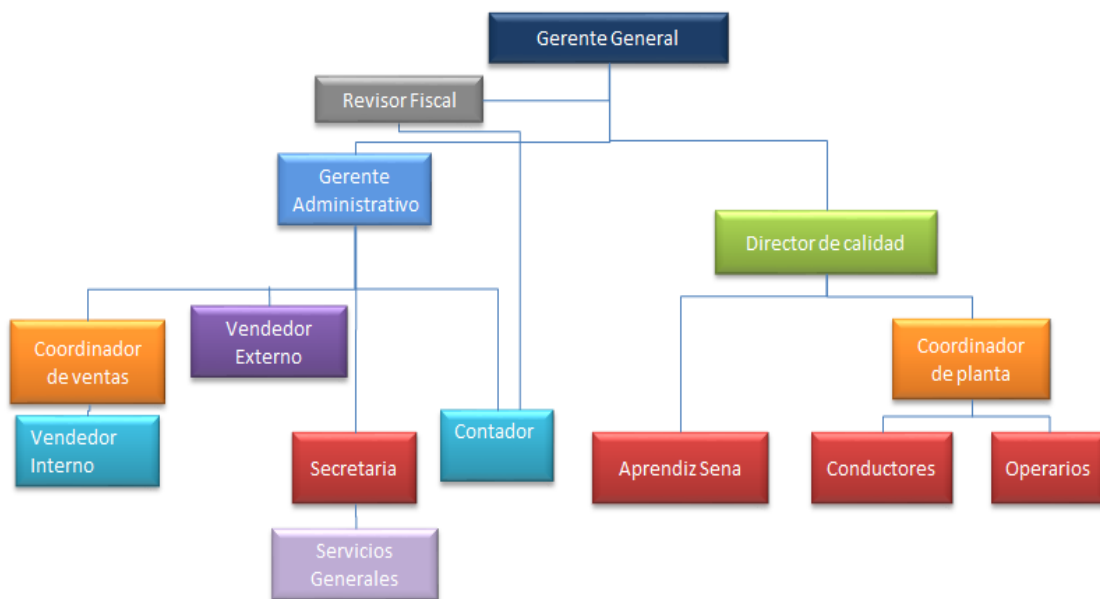 Gerente General
Revisor Fiscal
Gerente
Administrativo
Director de calidad
Vendedor
Externo
Coordinador
de ventas
Coordinador
de planta
Vendedor
Interno
Contador
Secretaria
Aprendiz Sena
Conductores
Operarios
Servicios
Generales